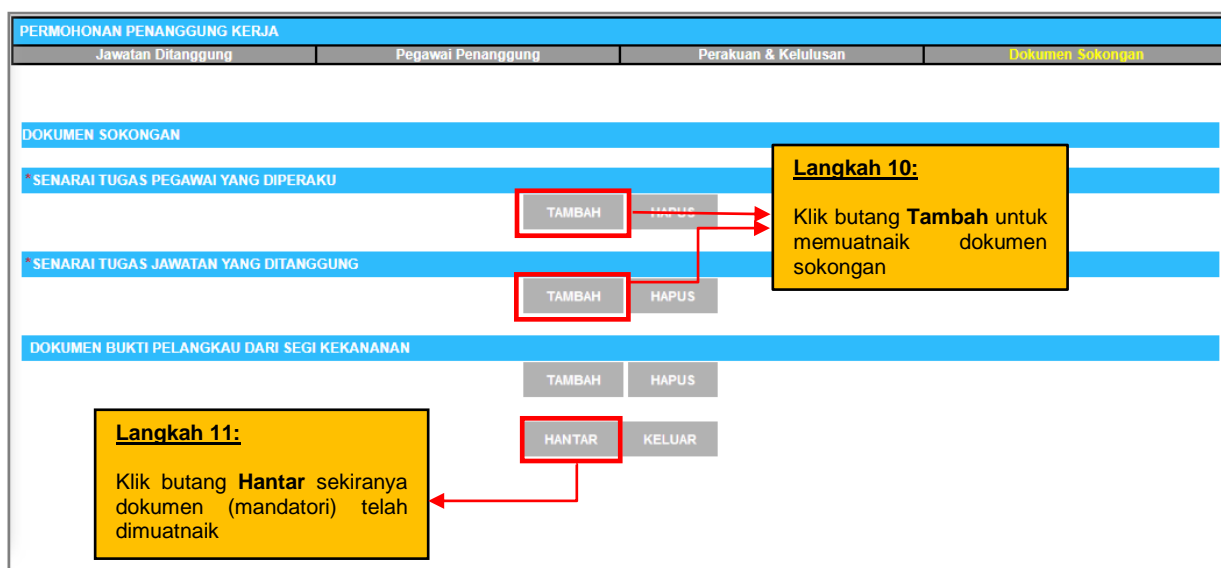 PERMOHONAN PENANGGUNG KERJA
Jawatan Ditanggung Pegawai Penanggung Perakuan & Kelulusan Dokumen Sokongan
DOKUMEN SOKONGAN
*SENARAI TUGAS PEGAWAI YANG DIPERAKU
TAMBAH HAPUS
Langkah 10:
Klik butang Tambah untuk
memuatnaik dokumen
sokongan
*SENARAI TUGAS JAWATAN YANG DITANGGUNG
TAMBAH HAPUS
DOKUMEN BUKTI PELANGKAU DARI SEGI KEKANANAN
TAMBAH HAPUS
HANTAR KELUAR
Langkah 11:
Klik butang Hantar sekiranya
dokumen (mandatori) telah
dimuatnaik